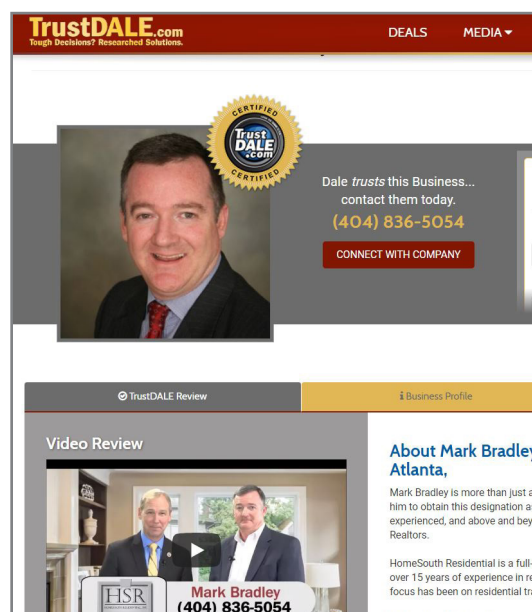 TrustDALE.com
Tough Decisions? Researched Solutions.
DEALS
MEDIA
CERTIFIED
Trust
DALE
.com
CERTIFIED
Dale trusts this Business...
contact them today.
(404) 836-5054
CONNECT WITH COMPANY
TrustDALE Review
Business Profile
Video Review
HSR
Mark Bradley
(404) 836-5054
About Mark Bradley
Atlanta,
Mark Bradley is more than just a
him to obtain this designation a
experienced, and above and bey
Realtors.
HomeSouth Residential is a full-
over 15 years of experience in re
focus has been on residential r